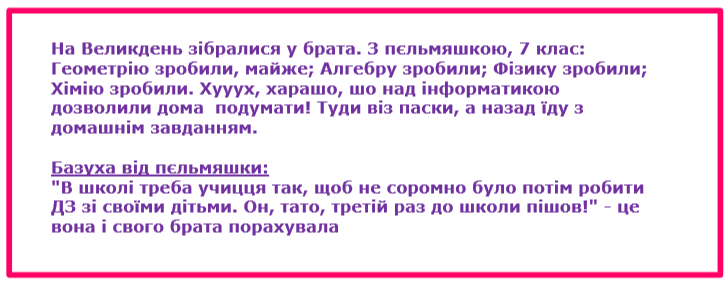 На Великдень зібралися у брата. З пєльмяшкою, 7 клас:
Геометрію зробили, майже; Алгебру зробили; Фізику зробили;
Хімію зробили. Хууух, харашо, шо над інформатикою
дозволили дома  подумати! Туди віз паски, а назад їду з
домашнім завданням.
Базуха від пєльмяшки:
"В школі треба учицця так, щоб не соромно було потім робити
ДЗ зі своїми дітьми. Он, тато, третій раз до школи пішов!" - це
вона і свого брата порахувала